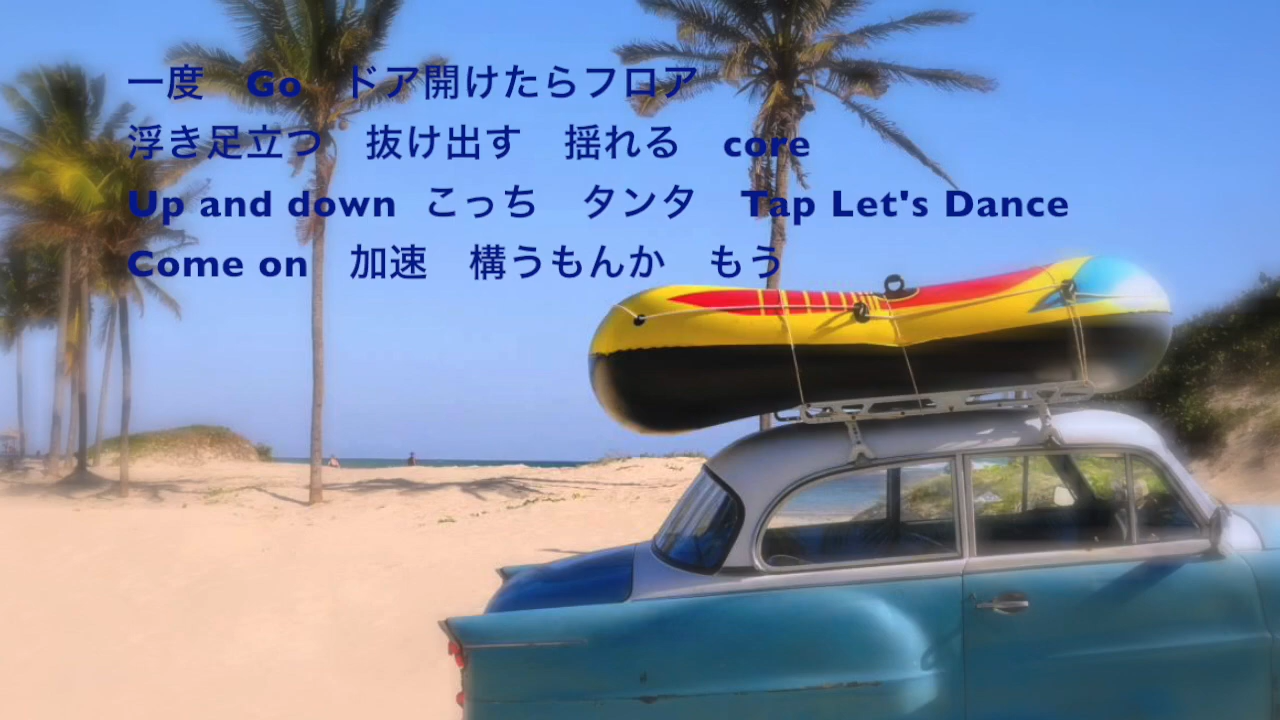 一度　Go　ドア開けたらフロア
浮き足立つ　抜け出す　揺れる　core
Up and down  こっち　タンタ　Tap Let's Dance
Come on　加速　構うもんか　もう